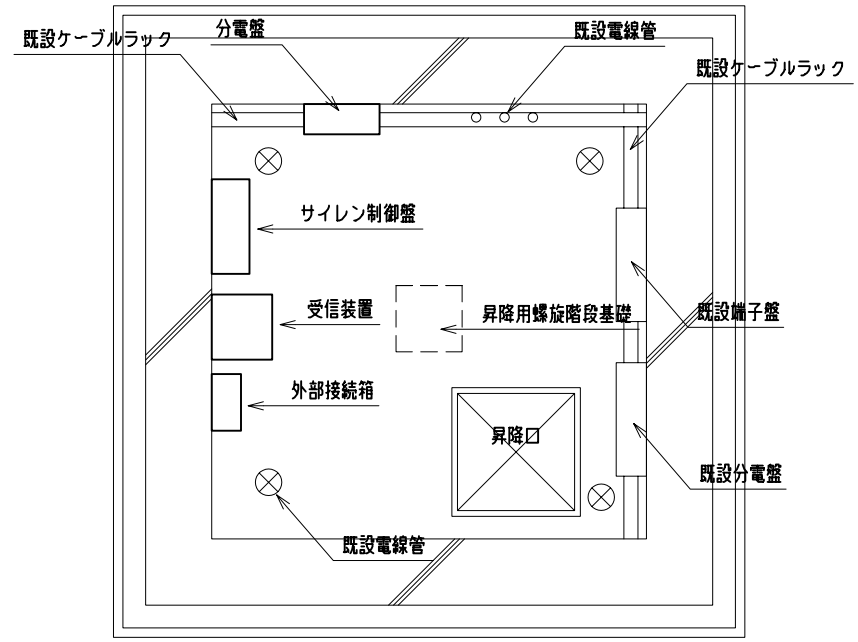 既設ケーブルラック
分電盤
既設電線管
既設ケーブルラック
サイレン制御盤
受信装置
昇降用螺旋階段基礎
既設端子盤
外部接続箱
昇降口
既設分電盤
既設電線管